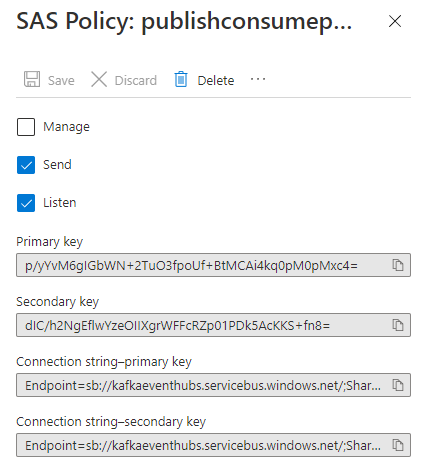 SAS Policy: publishconsumep...
Save Discard Delete ...
Manage
Send
Listen
Primary key
p/yYvM6gIGbWN+2TuO3fpoUf+BtMCAi4kq0pM0pMxc4=
Secondary key
dIC/h2NgEflwYzeOIIXgrWFFcRZp01PDk5AcKKS+fn8=
Connection string–primary key
Endpoint=sb://kafkaeventhubs.servicebus.windows.net/;Shar...
Connection string–secondary key
Endpoint=sb://kafkaeventhubs.servicebus.windows.net/;Shar...